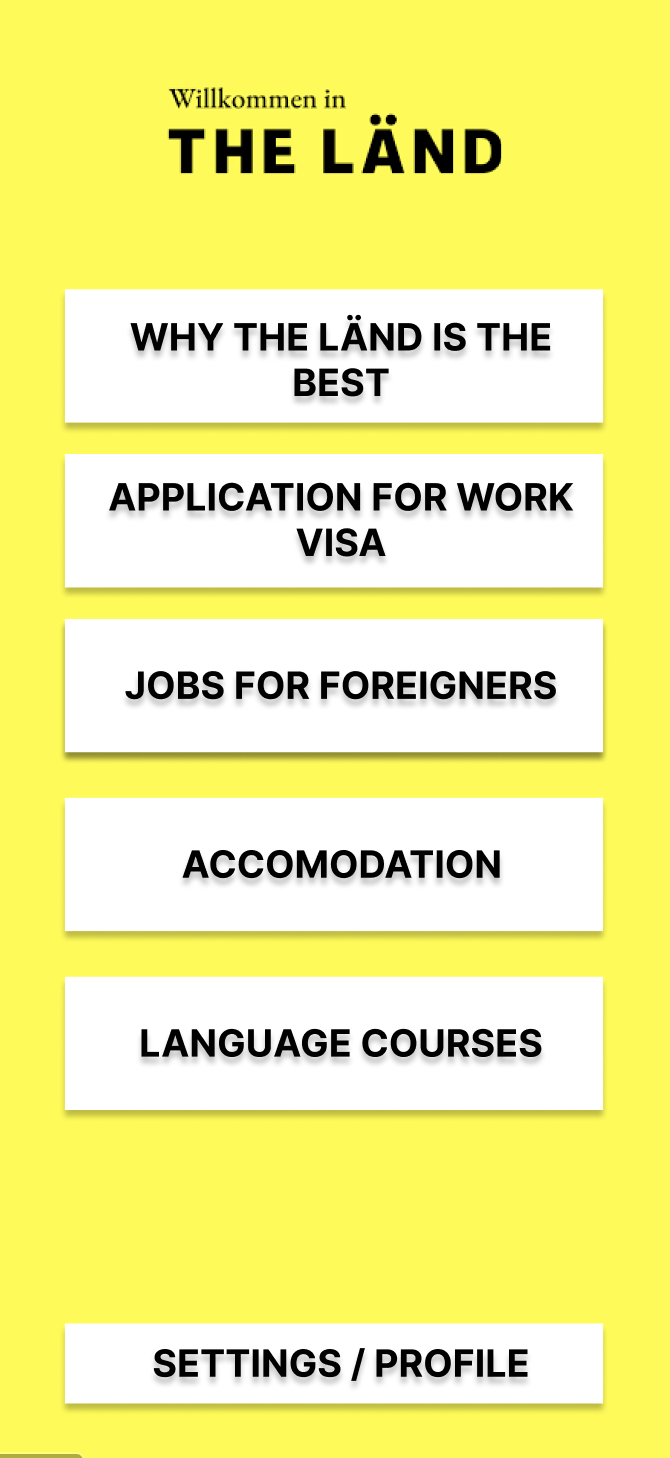 Willkommen in
THE LÄND
WHY THE LÄND IS THE
BEST
APPLICATION FOR WORK
VISA
JOBS FOR FOREIGNERS
ACCOMODATION
LANGUAGE COURSES
SETTINGS / PROFILE